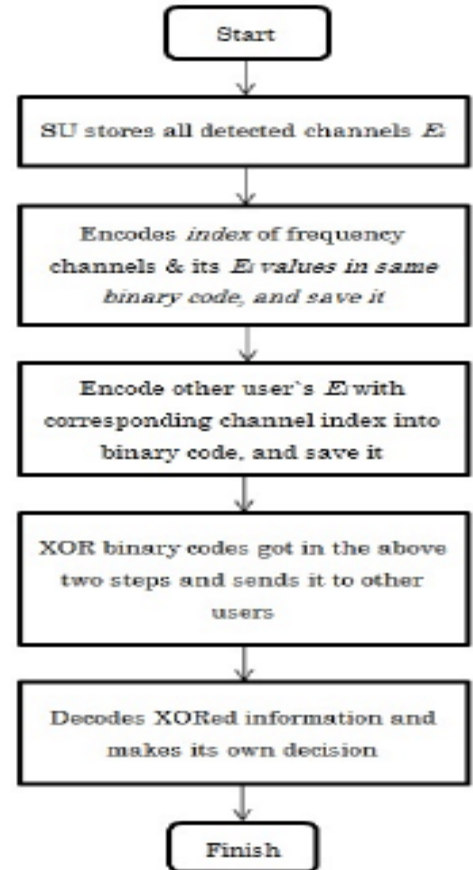 Start
SU stores all detected channels Eᵢ
Encodes index of frequency
channels & its Eᵢ values in same
binary code, and save it
Encode other user`s Eᵢ with
corresponding channel index into
binary code, and save it
XOR binary codes got in the above
two steps and sends it to other
users
Decodes XORed information and
makes its own decision
Finish